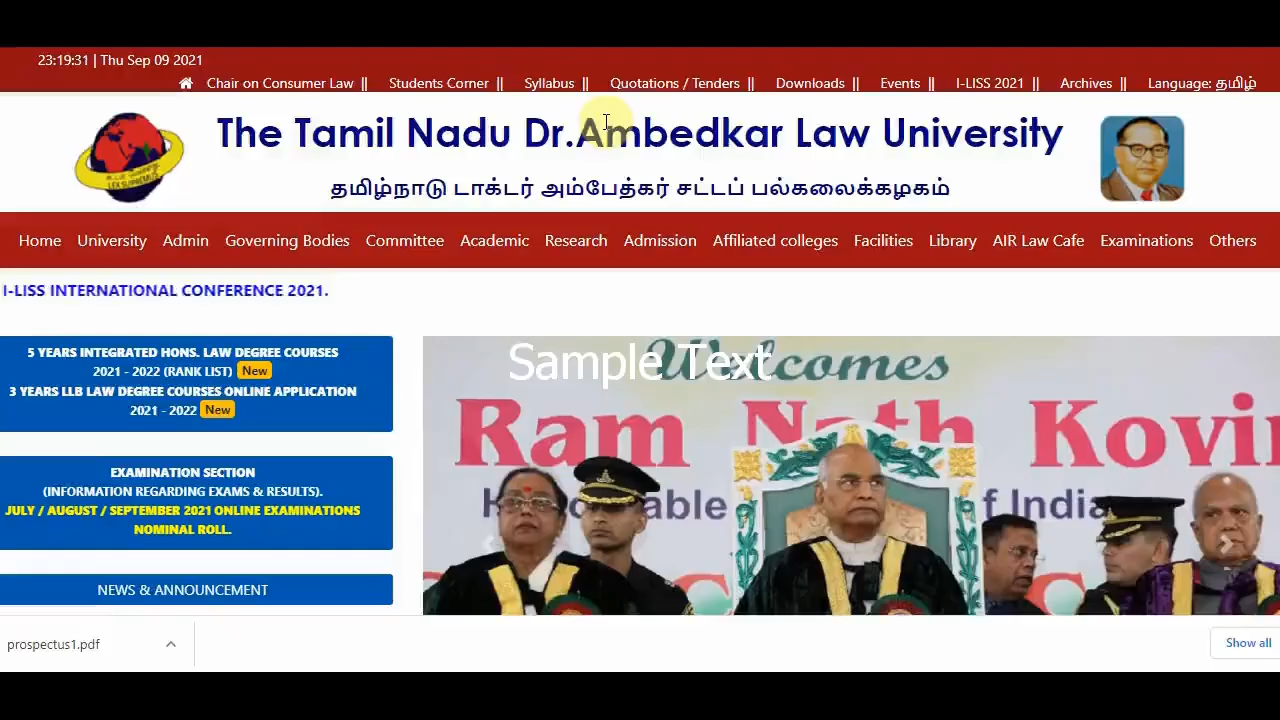 23:19:31 | Thu Sep 09 2021
Chair on Consumer Law || Students Corner || Syllabus || Quotations / Tenders || Downloads || Events || I-LISS 2021 || Archives || Language: தமிழ்
The Tamil Nadu Dr.Ambedkar Law University
தமிழ்நாடு டாக்டர் அம்பேத்கர் சட்டப் பல்கலைக்கழகம்
Home University Admin Governing Bodies Committee Academic Research Admission Affiliated colleges Facilities Library AIR Law Cafe Examinations Others
I-LISS INTERNATIONAL CONFERENCE 2021.
5 YEARS INTEGRATED HONS. LAW DEGREE COURSES
2021 - 2022 (RANK LIST) New
3 YEARS LLB LAW DEGREE COURSES ONLINE APPLICATION
2021 - 2022 New
EXAMINATION SECTION
(INFORMATION REGARDING EXAMS & RESULTS).
JULY / AUGUST / SEPTEMBER 2021 ONLINE EXAMINATIONS
NOMINAL ROLL.
NEWS & ANNOUNCEMENT
Sample Text
Welcomes
Ram Nath Kovin
of India
prospectus1.pdf
Show all